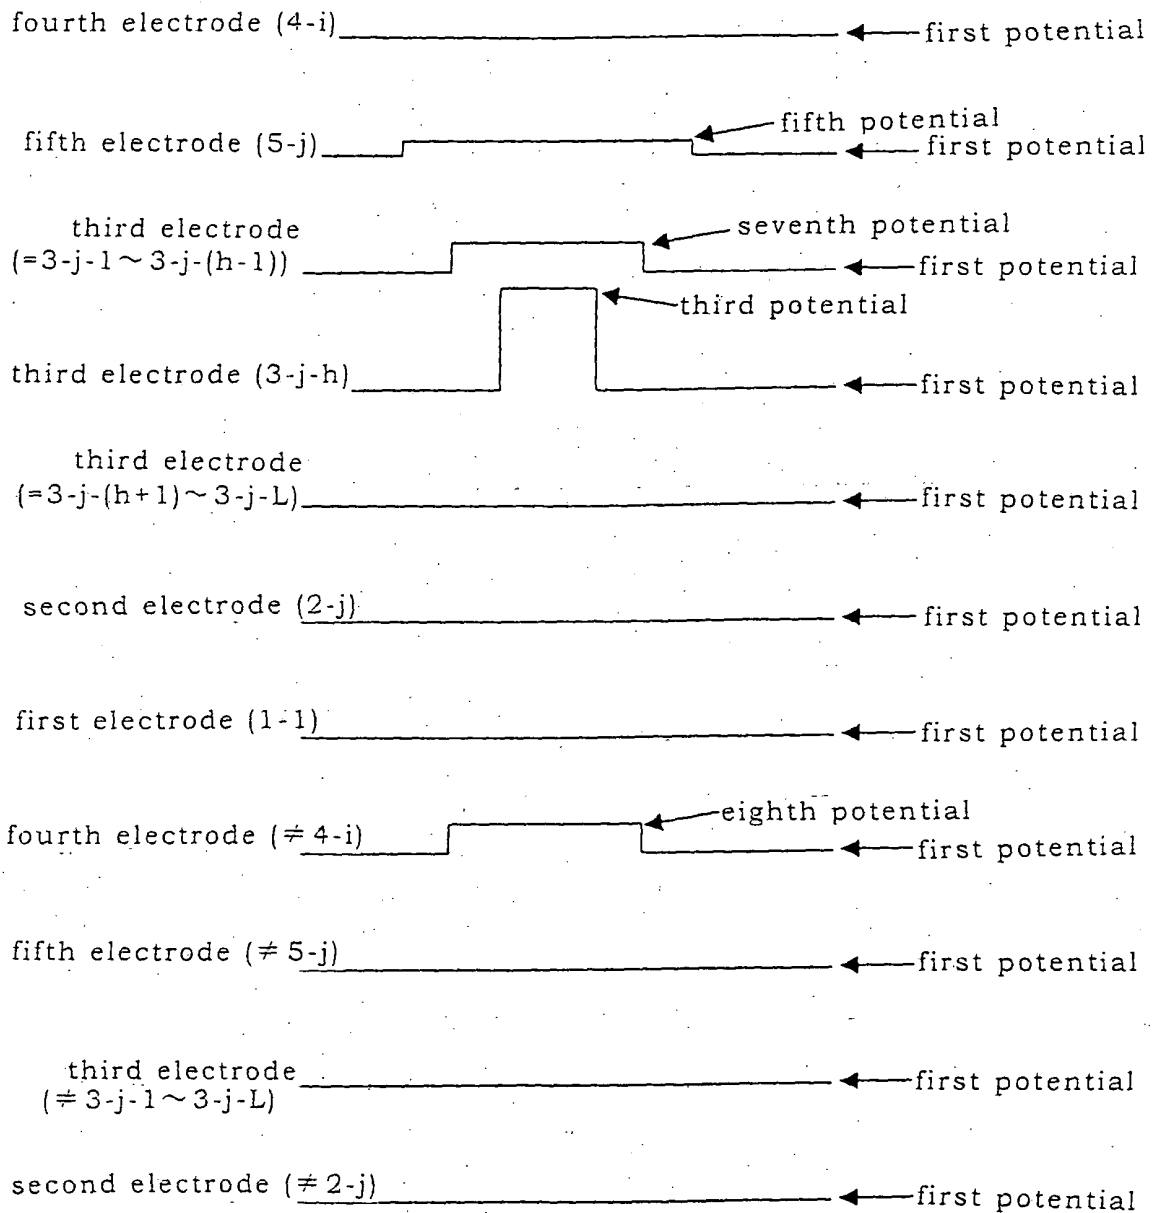 fourth electrode (4-i) first potential
fifth potential
fifth electrode (5-j) first potential
third electrode seventh potential
(=3-j-1～3-j-(h-1)) first potential
third potential
third electrode (3-j-h) first potential
third electrode
(=3-j-(h+1)～3-j-L) first potential
second electrode (2-j) first potential
first electrode (1-1) first potential
eighth potential
fourth electrode (≠4-i) first potential
fifth electrode (≠5-j) first potential
third electrode first potential
(≠3-j-1～3-j-L)
second electrode (≠2-j) first potential